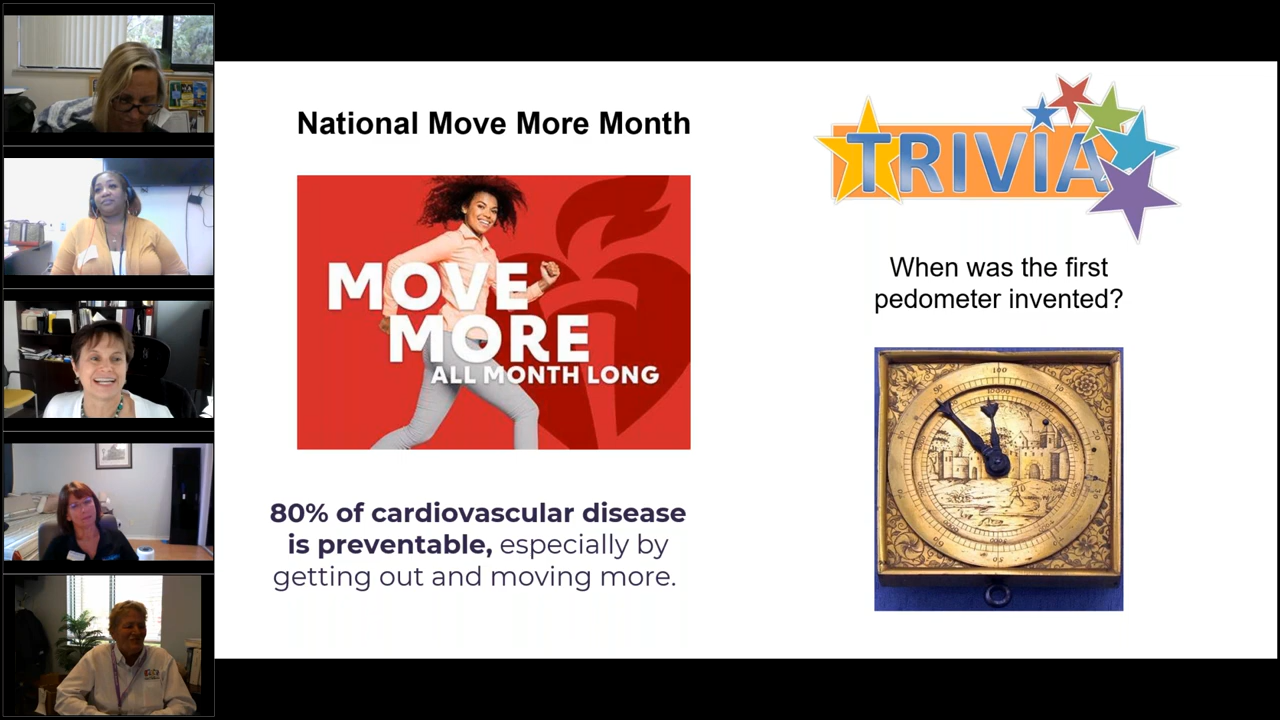 National Move More Month
MOVE
MORE
ALL MONTH LONG
80% of cardiovascular disease
is preventable, especially by
getting out and moving more.
TRIVIA
When was the first
pedometer invented?
100